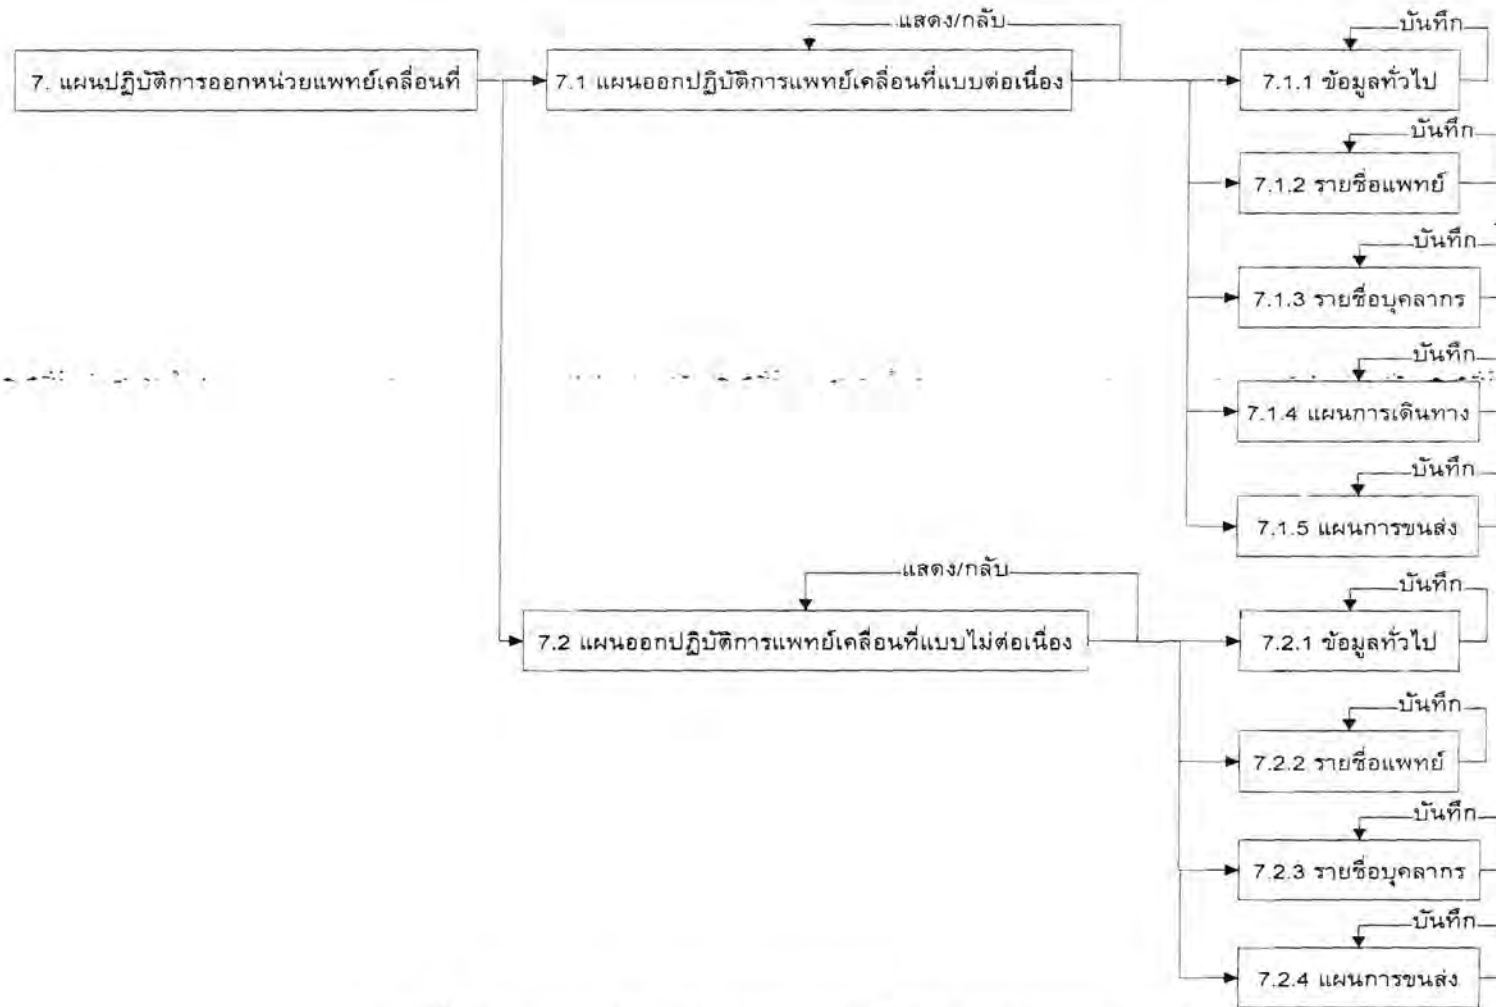 แสดง/กลับ
บันทึก
7. แผนปฏิบัติการออกหน่วยแพทย์เคลื่อนที่
7.1 แผนออกปฏิบัติการแพทย์เคลื่อนที่แบบต่อเนื่อง
7.1.1 ข้อมูลทั่วไป
บันทึก
7.1.2 รายชื่อแพทย์
บันทึก
7.1.3 รายชื่อบุคลากร
บันทึก
7.1.4 แผนการเดินทาง
บันทึก
7.1.5 แผนการขนส่ง
แสดง/กลับ
บันทึก
7.2 แผนออกปฏิบัติการแพทย์เคลื่อนที่แบบไม่ต่อเนื่อง
7.2.1 ข้อมูลทั่วไป
บันทึก
7.2.2 รายชื่อแพทย์
บันทึก
7.2.3 รายชื่อบุคลากร
บันทึก
7.2.4 แผนการขนส่ง